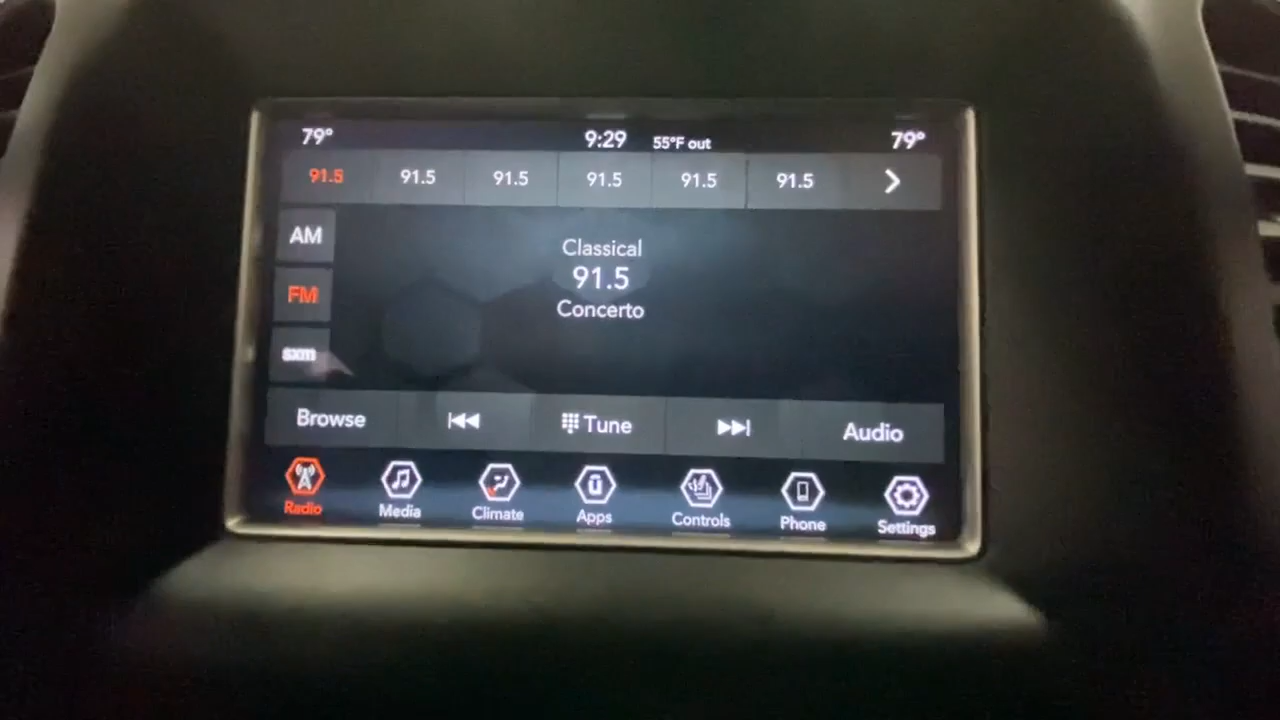 79° 9:29 55°F out 79°
91.5 91.5 91.5 91.5 91.5 91.5
AM
FM
sxm
Classical
91.5
Concerto
Browse Tune Audio
Radio Media Climate Apps Controls Phone Settings